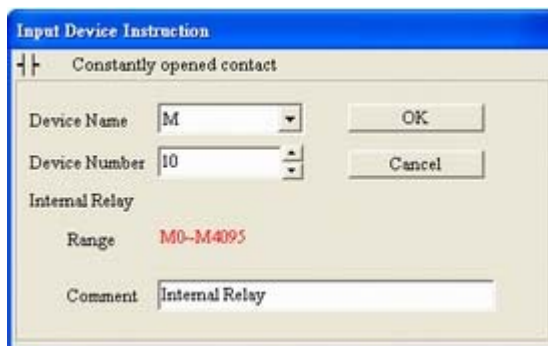 Input Device Instruction
Constantly opened contact
Device Name M OK
Device Number 10 Cancel
Internal Relay
Range M0~M4095
Comment Internal Relay